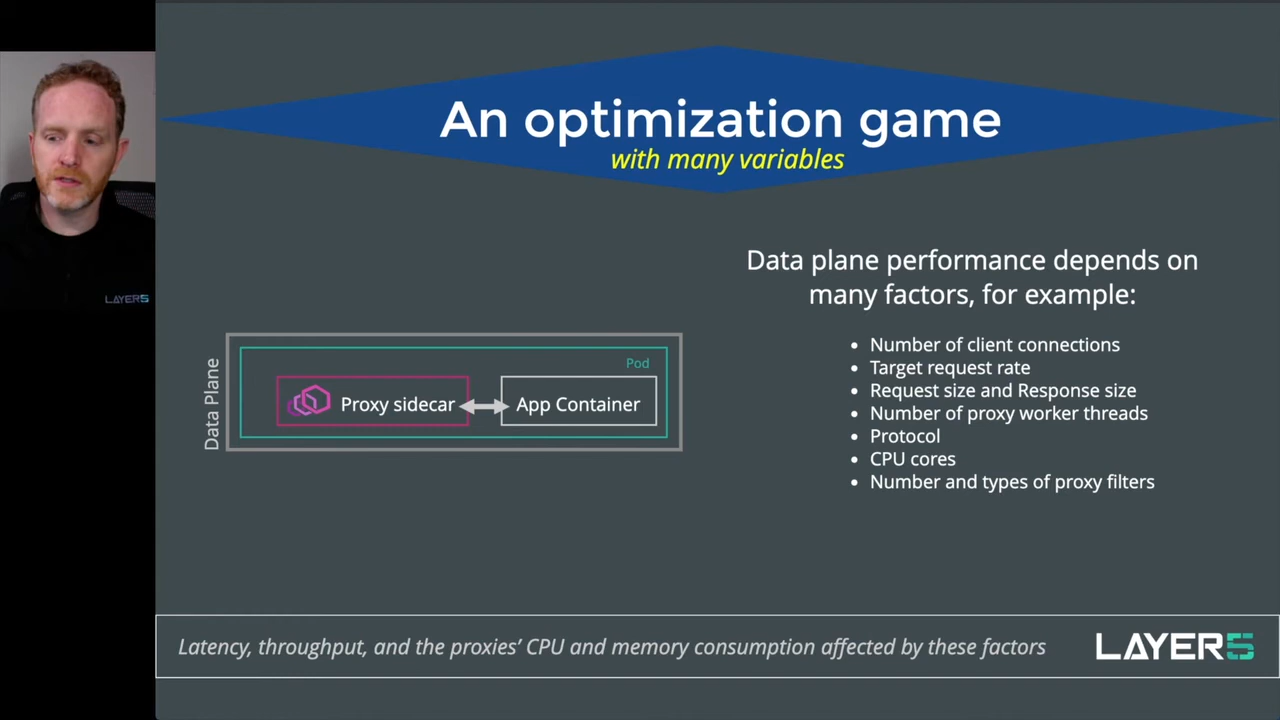 An optimization game
with many variables
Data plane performance depends on
many factors, for example:
• Number of client connections
• Target request rate
• Request size and Response size
• Number of proxy worker threads
• Protocol
• CPU cores
• Number and types of proxy filters
Data Plane
Pod
Proxy sidecar
App Container
LAYER5
Latency, throughput, and the proxies’ CPU and memory consumption affected by these factors
LAYER5